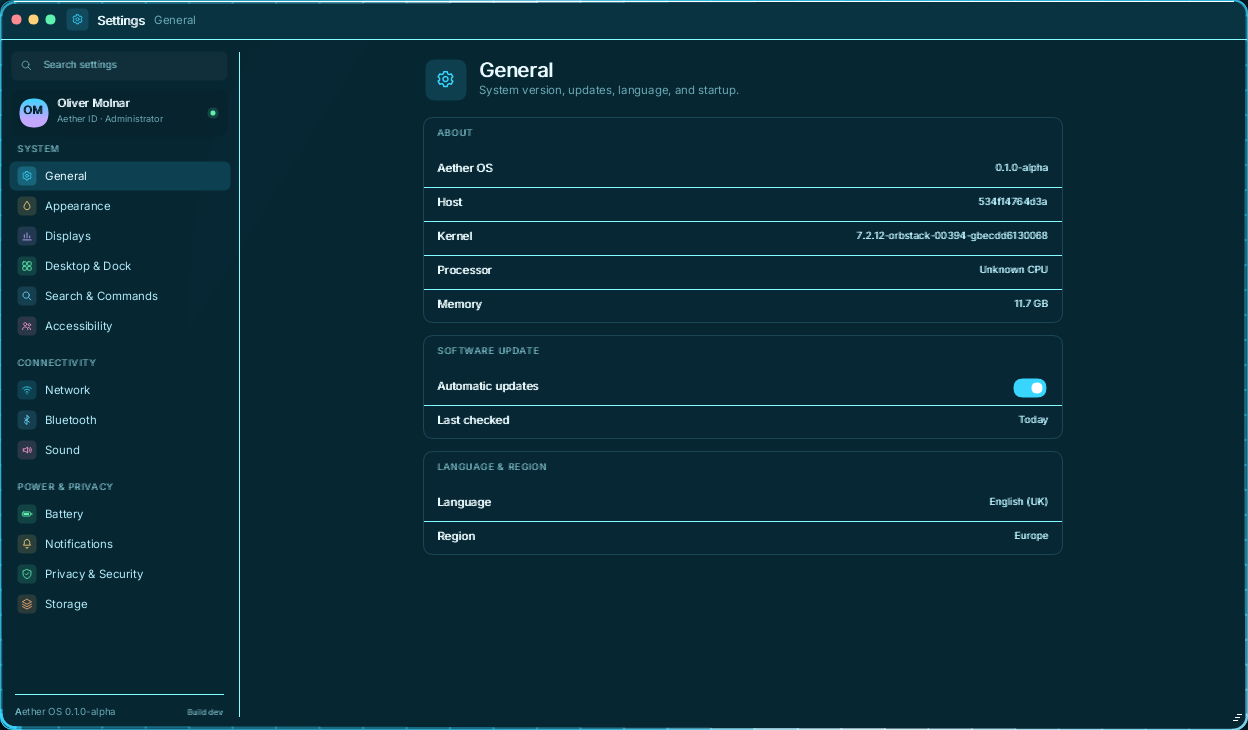 Settings General
Search settings
OM
Oliver Molnar
Aether ID · Administrator
SYSTEM
General
Appearance
Displays
Desktop & Dock
Search & Commands
Accessibility
CONNECTIVITY
Network
Bluetooth
Sound
POWER & PRIVACY
Battery
Notifications
Privacy & Security
Storage
Aether OS 0.1.0-alpha Build dev
General
System version, updates, language, and startup.
ABOUT
Aether OS 0.1.0-alpha
Host 534f14764d3a
Kernel 7.2.12-orbstack-00394-gbecdd6130068
Processor Unknown CPU
Memory 11.7 GB
SOFTWARE UPDATE
Automatic updates
Last checked Today
LANGUAGE & REGION
Language English (UK)
Region Europe